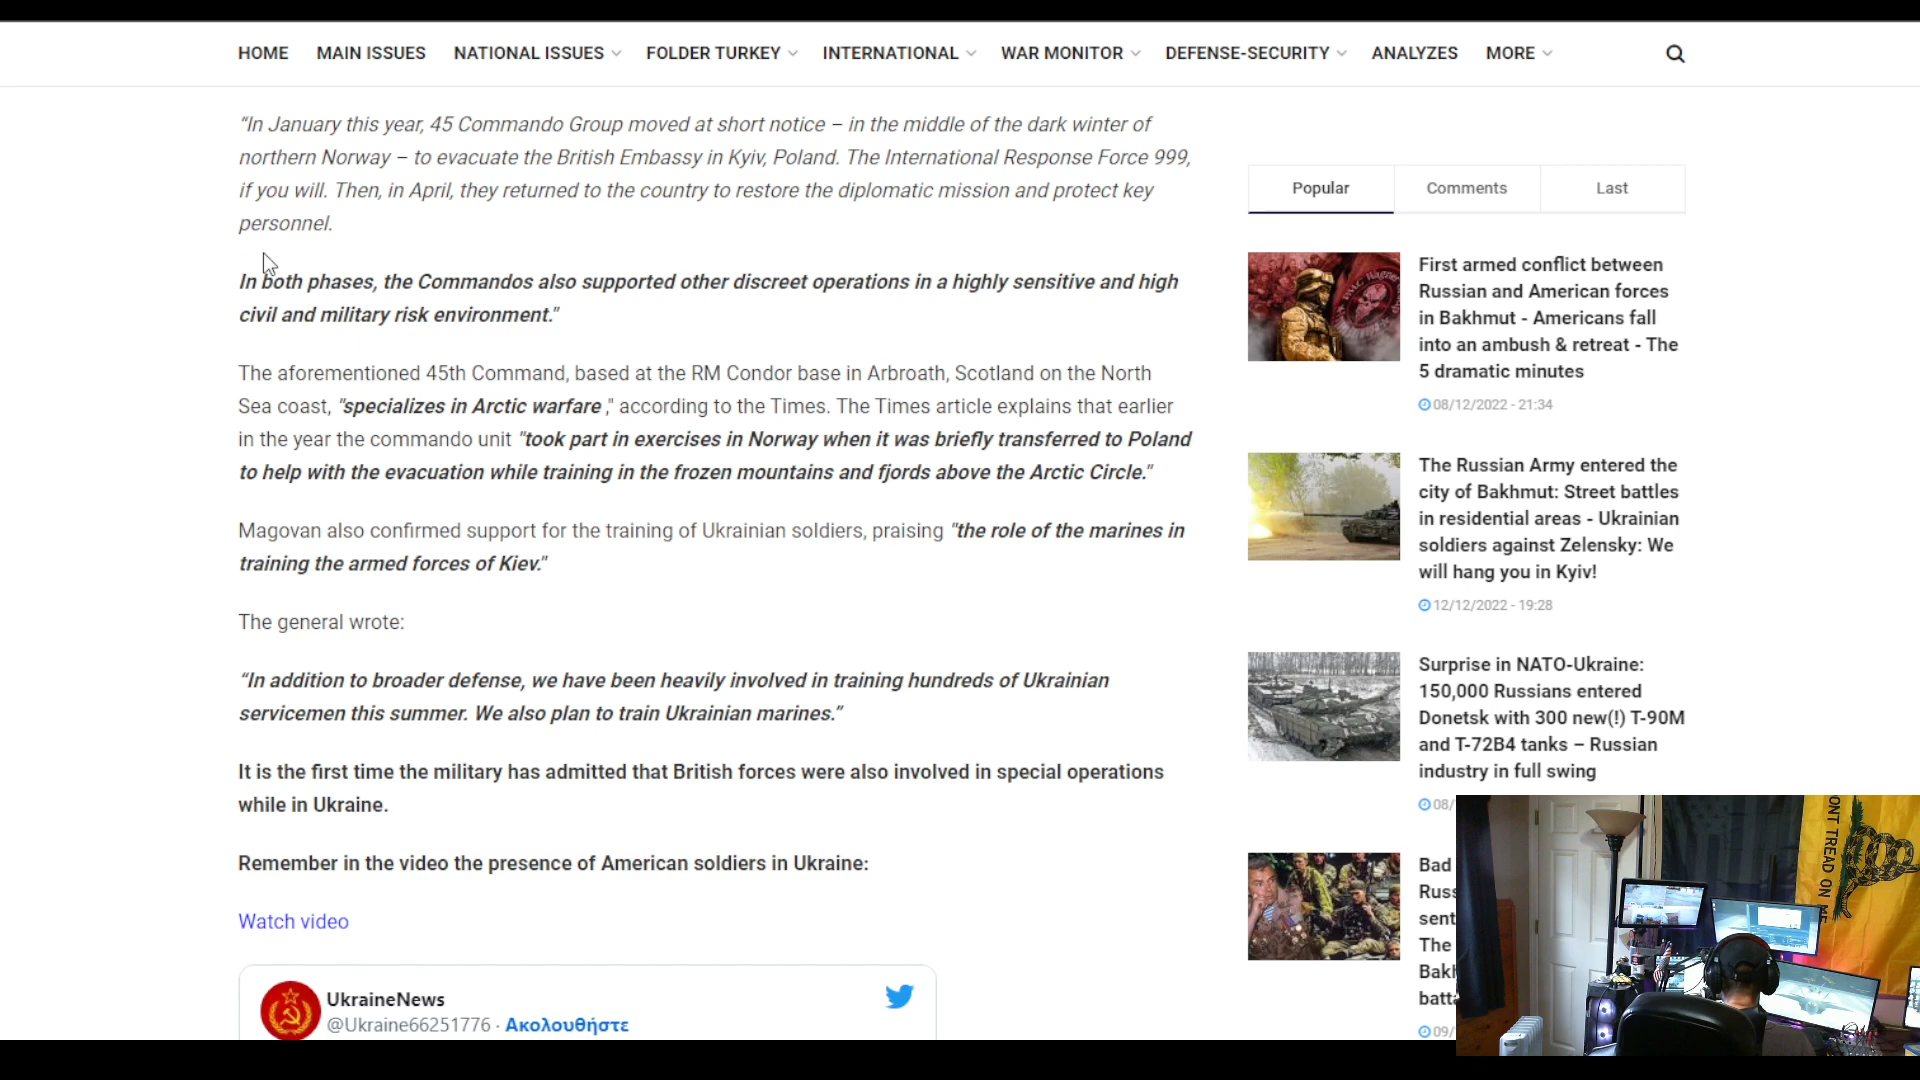 HOME MAIN ISSUES NATIONAL ISSUES FOLDER TURKEY INTERNATIONAL WAR MONITOR DEFENSE-SECURITY ANALYZES MORE
“In January this year, 45 Commando Group moved at short notice – in the middle of the dark winter of
northern Norway – to evacuate the British Embassy in Kyiv, Poland. The International Response Force 999,
if you will. Then, in April, they returned to the country to restore the diplomatic mission and protect key
personnel.
In both phases, the Commandos also supported other discreet operations in a highly sensitive and high
civil and military risk environment."
The aforementioned 45th Command, based at the RM Condor base in Arbroath, Scotland on the North
Sea coast, "specializes in Arctic warfare ," according to the Times. The Times article explains that earlier
in the year the commando unit "took part in exercises in Norway when it was briefly transferred to Poland
to help with the evacuation while training in the frozen mountains and fjords above the Arctic Circle."
Magovan also confirmed support for the training of Ukrainian soldiers, praising "the role of the marines in
training the armed forces of Kiev."
The general wrote:
“In addition to broader defense, we have been heavily involved in training hundreds of Ukrainian
servicemen this summer. We also plan to train Ukrainian marines.”
It is the first time the military has admitted that British forces were also involved in special operations
while in Ukraine.
Remember in the video the presence of American soldiers in Ukraine:
Watch video
UkraineNews
@Ukraine66251776 · Ακολουθήστε
Popular Comments Last
First armed conflict between
Russian and American forces
in Bakhmut - Americans fall
into an ambush & retreat - The
5 dramatic minutes
08/12/2022 - 21:34
The Russian Army entered the
city of Bakhmut: Street battles
in residential areas - Ukrainian
soldiers against Zelensky: We
will hang you in Kyiv!
12/12/2022 - 19:28
Surprise in NATO-Ukraine:
150,000 Russians entered
Donetsk with 300 new(!) T-90M
and T-72B4 tanks – Russian
industry in full swing
08/
Bad
Russ
sent
The
Bakh
batta
09/
ONT TREAD ON ME